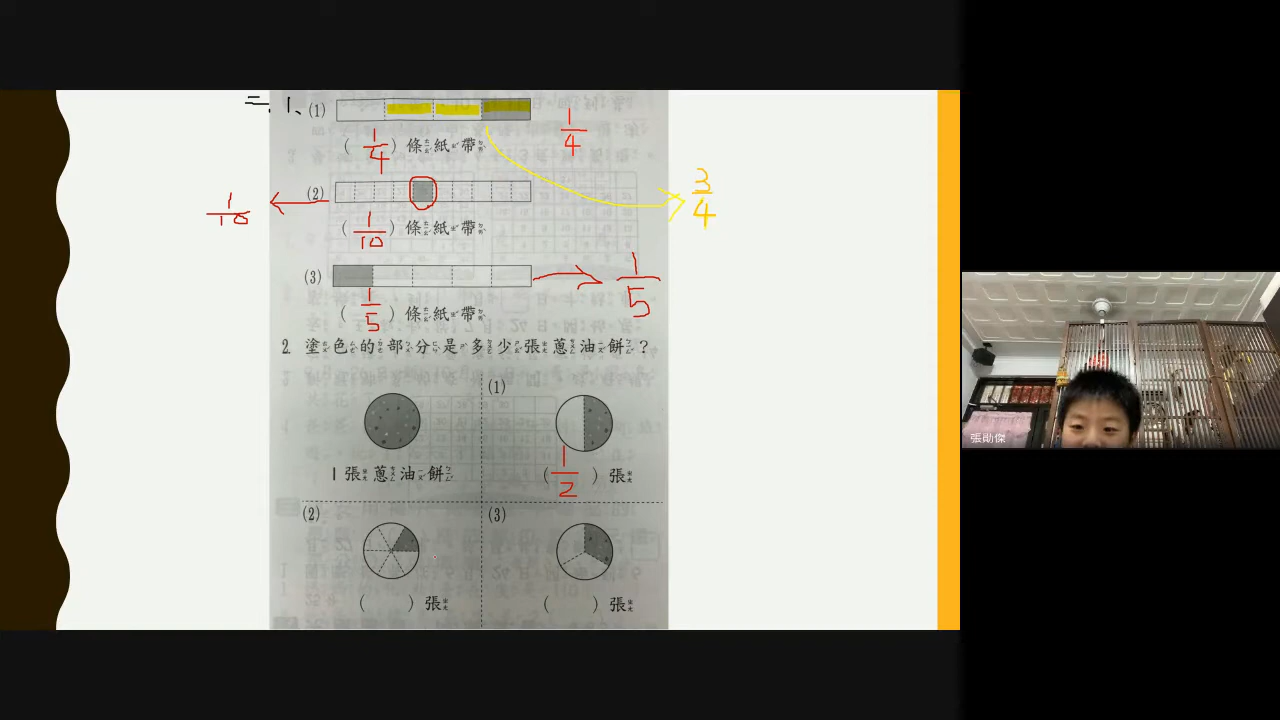 二.1、(1)
1/4
( 1/4 ) 條紙帶
3/4
(2)
1/10
( 1/10 ) 條紙帶
(3)
1/5
( 1/5 ) 條紙帶
2. 塗色的部分是多少張蔥油餅？
1張蔥油餅
(1)
( 1/2 ) 張
(2)
( ) 張
(3)
( ) 張
張勛傑